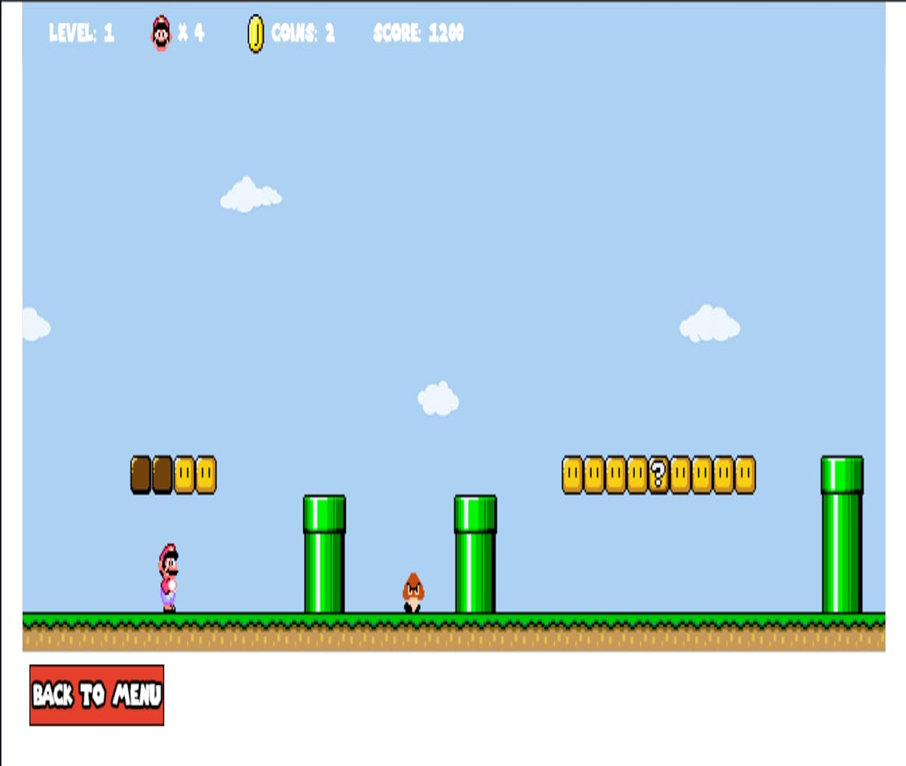 LEVEL: 1 X 4 COINS: 2 SCORE: 1200
?
BACK TO MENU